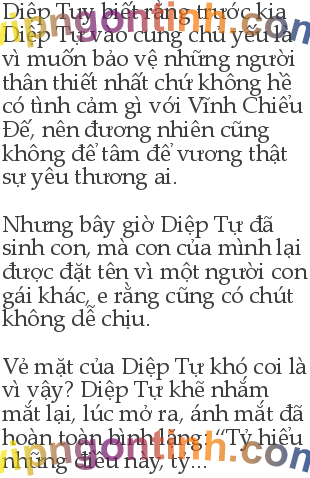 Diệp Tuy biết rằng trước kia
Diệp Tự vào cung chủ yếu là
vì muốn bảo vệ những người
thân thiết nhất chứ không hề
có tình cảm gì với Vĩnh Chiểu
Đế, nên đương nhiên cũng
không để tâm đế vương thật
sự yêu thương ai.
Nhưng bây giờ Diệp Tự đã
sinh con, mà con của mình lại
được đặt tên vì một người con
gái khác, e rằng cũng có chút
không dễ chịu.
Vẻ mặt của Diệp Tự khó coi là
vì vậy? Diệp Tự khẽ nhắm
mắt lại, lúc mở ra, ánh mắt đã
hoàn toàn bình lặng: “Tỷ hiểu
những điều này, tỷ...
vipngontinh.com
vipngontinh.com